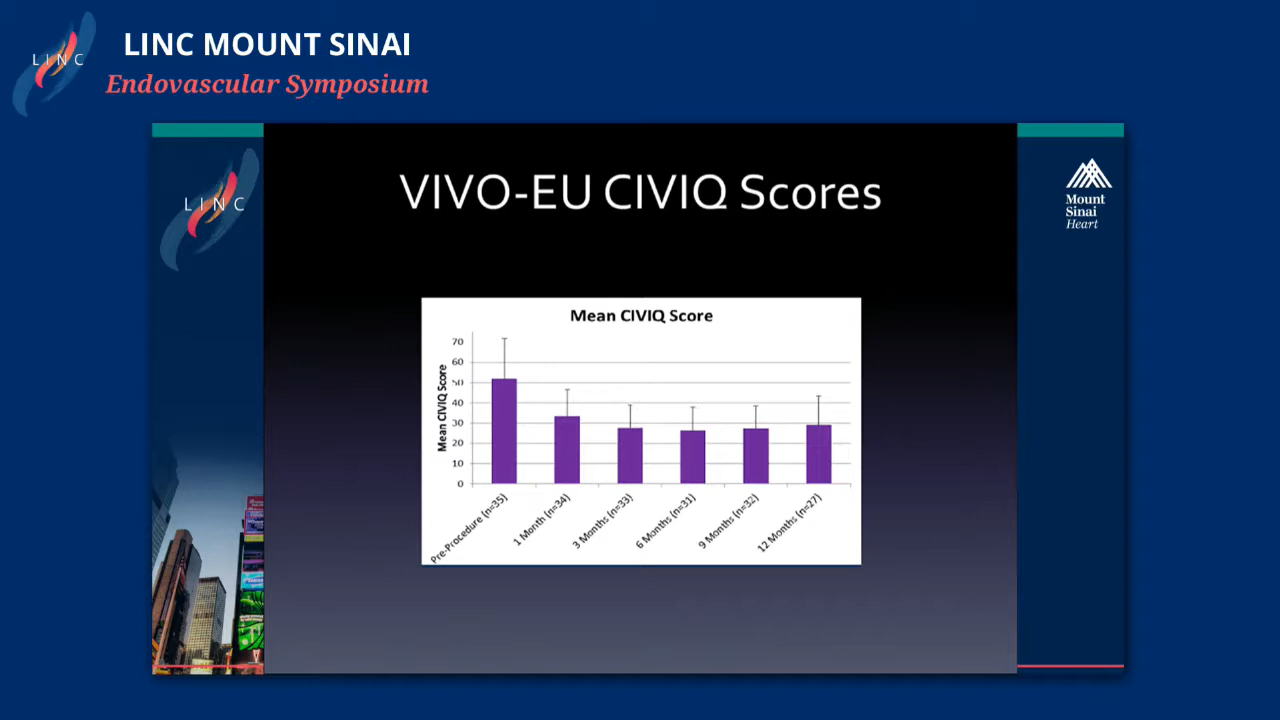 LINC
LINC MOUNT SINAI
Endovascular Symposium
LINC
Mount
Sinai
Heart
VIVO-EU CIVIQ Scores
Mean CIVIQ Score
Mean CIVIQ Score
70
60
50
40
30
20
10
0
Pre-Procedure (n=35)
1 Month (n=34)
3 Months (n=33)
6 Months (n=31)
9 Months (n=32)
12 Months (n=27)